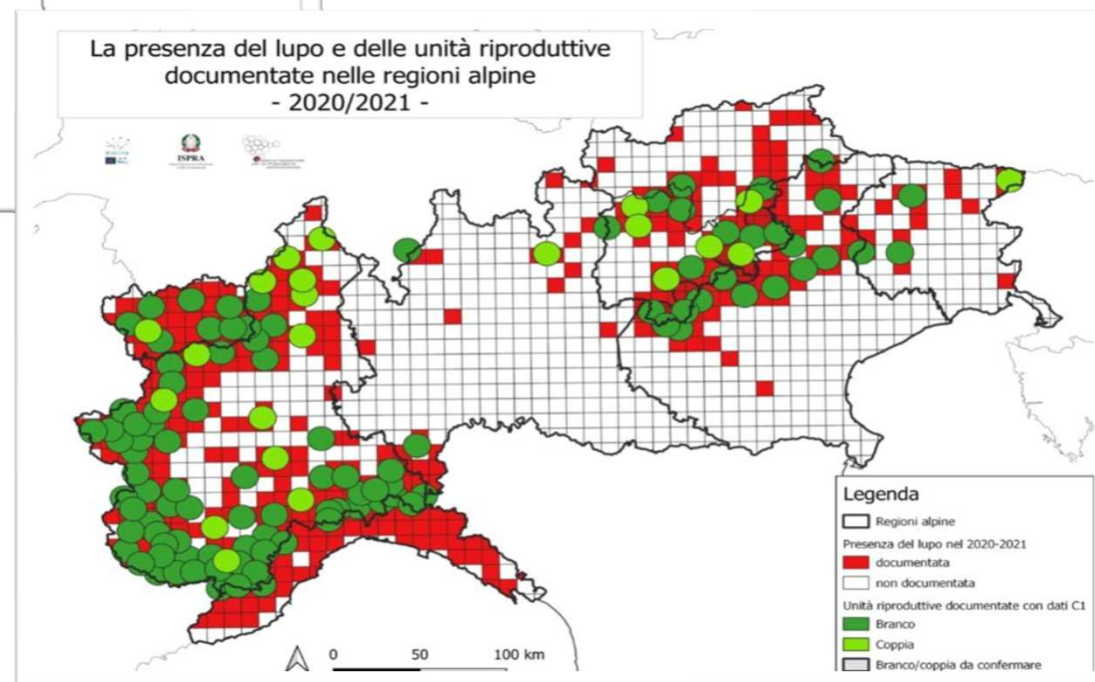 La presenza del lupo e delle unità riproduttive
documentate nelle regioni alpine
- 2020/2021 -
ISPRA
Legenda
Regioni alpine
Presenza del lupo nel 2020-2021
documentata
non documentata
Unità riproduttive documentate con dati C1
Branco
Coppia
Branco/coppia da confermare
0 50 100 km